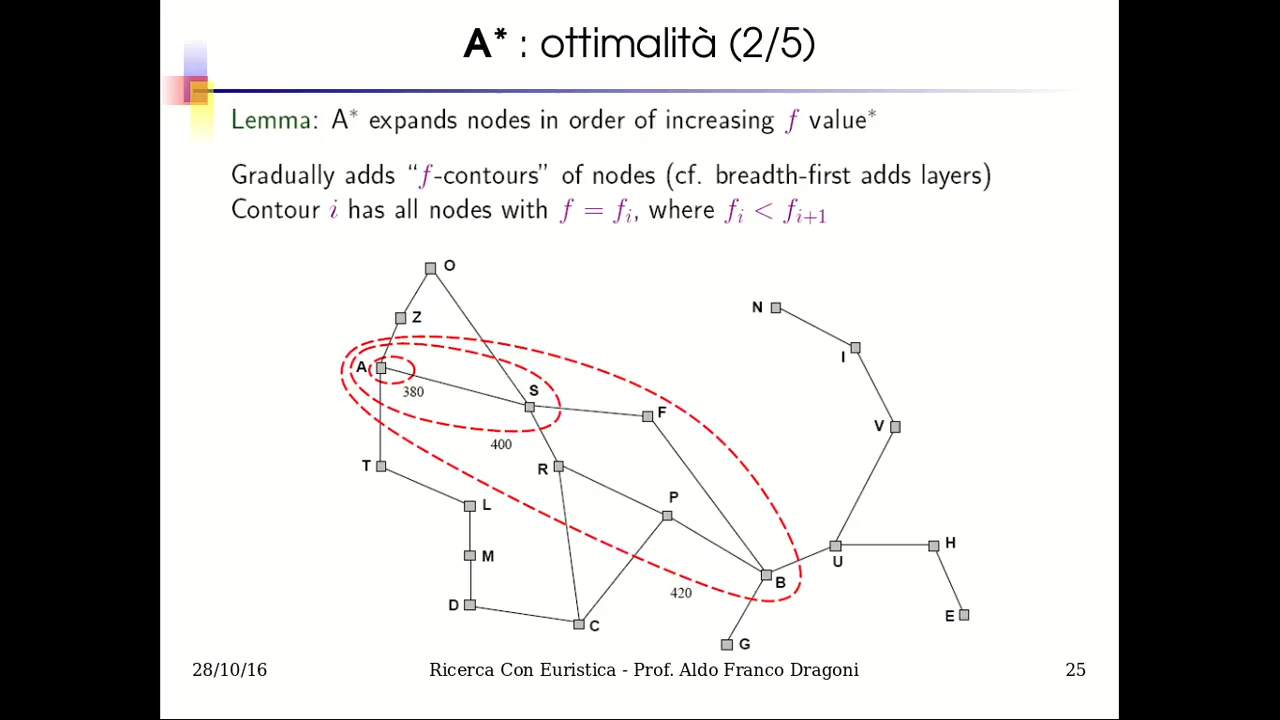 A* : ottimalità (2/5)
Lemma: A* expands nodes in order of increasing f value*
Gradually adds “f-contours” of nodes (cf. breadth-first adds layers)
Contour i has all nodes with f = fᵢ, where fᵢ < fᵢ₊₁
O
N
Z
I
A
380
S
F
V
400
T
R
P
L
H
M
U
B
420
D
C
E
G
28/10/16
Ricerca Con Euristica - Prof. Aldo Franco Dragoni
25